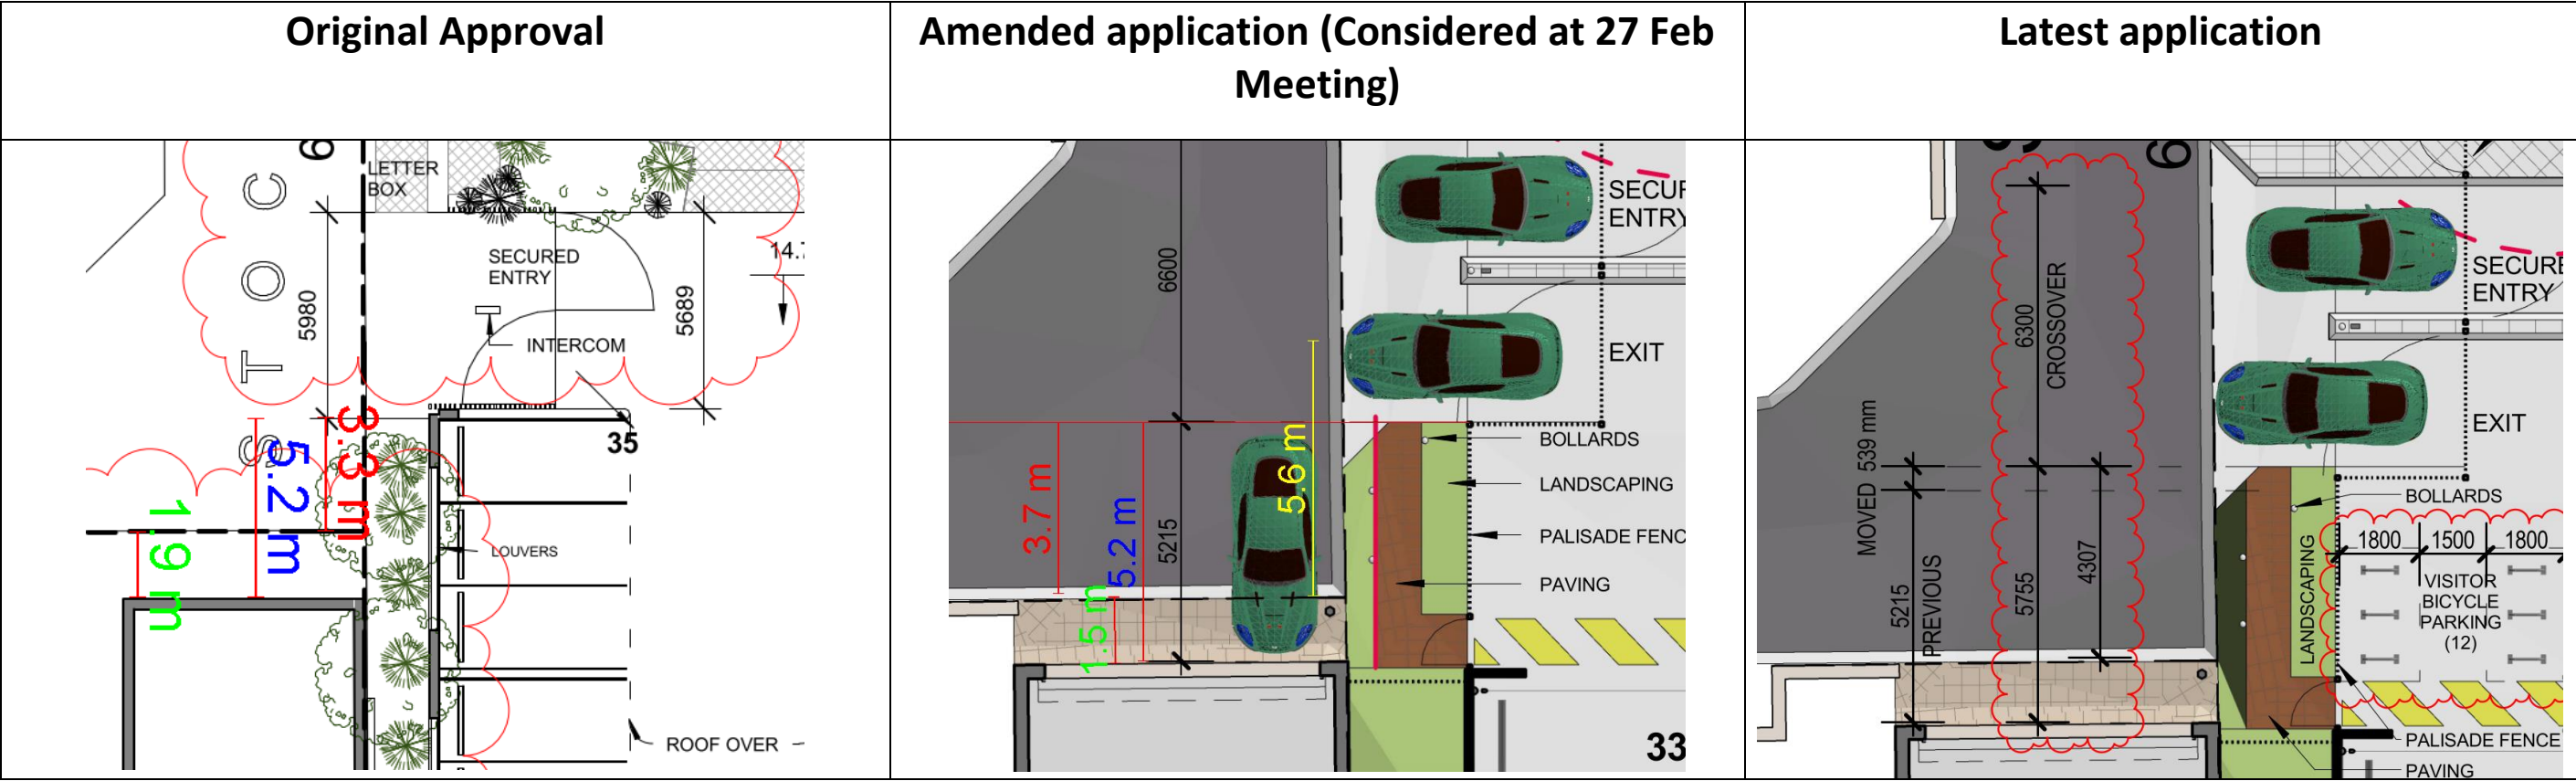 Original Approval
Amended application (Considered at 27 Feb
Meeting)
Latest application
9
LETTER
BOX
S T O C
SECURED
ENTRY
14.
5980
5689
INTERCOM
3.3 m
5.2 m
1.9 m
35
LOUVERS
ROOF OVER
6600
SECUR
ENTRY
EXIT
3.7 m
5.2 m
5215
5.6 m
1.5 m
BOLLARDS
LANDSCAPING
PALISADE FENC
PAVING
33
9
6300
CROSSOVER
SECURE
ENTRY
EXIT
MOVED 539 mm
5215
PREVIOUS
5755
4307
BOLLARDS
LANDSCAPING
1800
1500
1800
VISITOR
BICYCLE
PARKING
(12)
PALISADE FENCE
PAVING